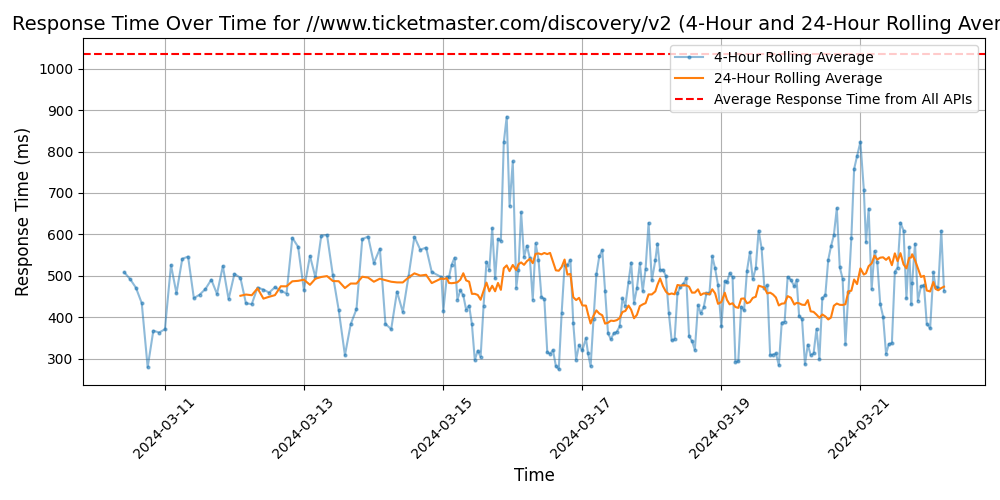 Response Time Over Time for //www.ticketmaster.com/discovery/v2 (4-Hour and 24-Hour Rolling Aver
Response Time (ms)
1000
900
800
700
600
500
400
300
4-Hour Rolling Average
24-Hour Rolling Average
Average Response Time from All APIs
2024-03-11
2024-03-13
2024-03-15
2024-03-17
2024-03-19
2024-03-21
Time